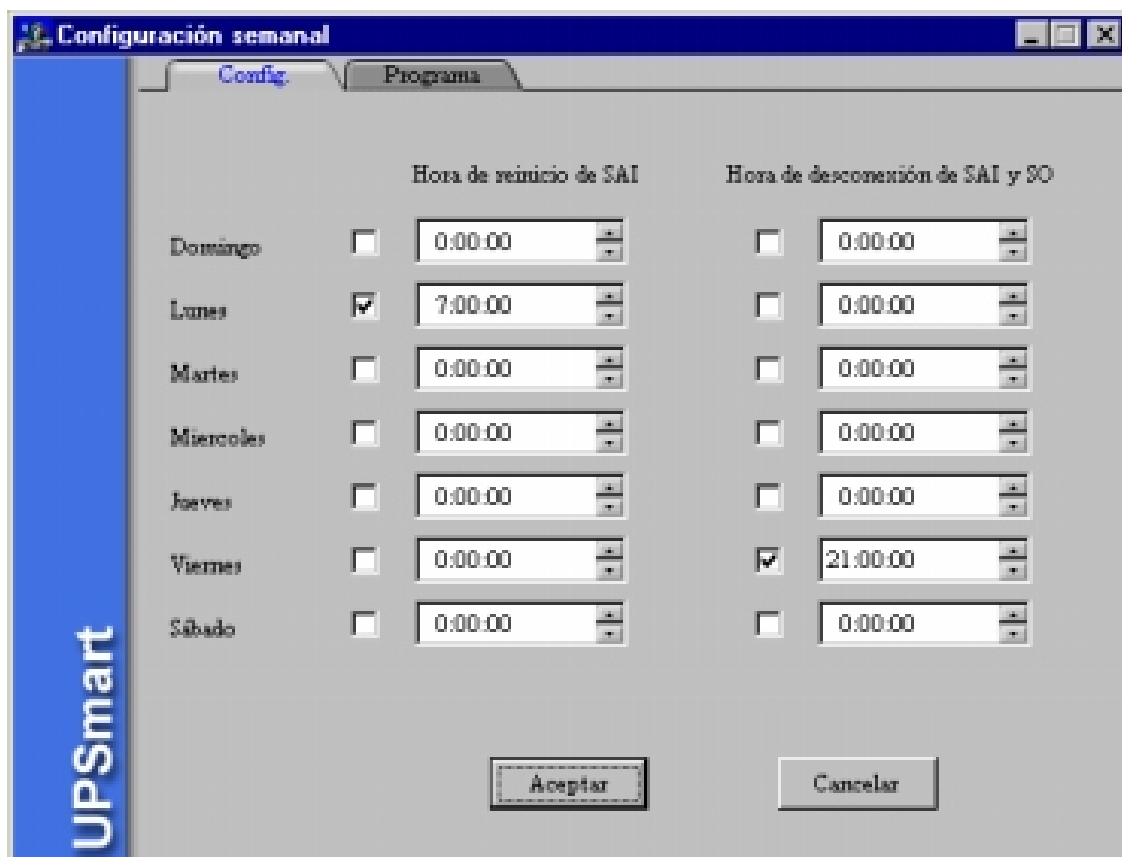 Configuración semanal
Config. Programa
Hora de reinicio de SAI Hora de desconexión de SAI y SO
Domingo 0:00:00 0:00:00
Lunes 7:00:00 0:00:00
Martes 0:00:00 0:00:00
Miercoles 0:00:00 0:00:00
Jueves 0:00:00 0:00:00
Viernes 0:00:00 21:00:00
Sábado 0:00:00 0:00:00
Aceptar Cancelar
UPSmart